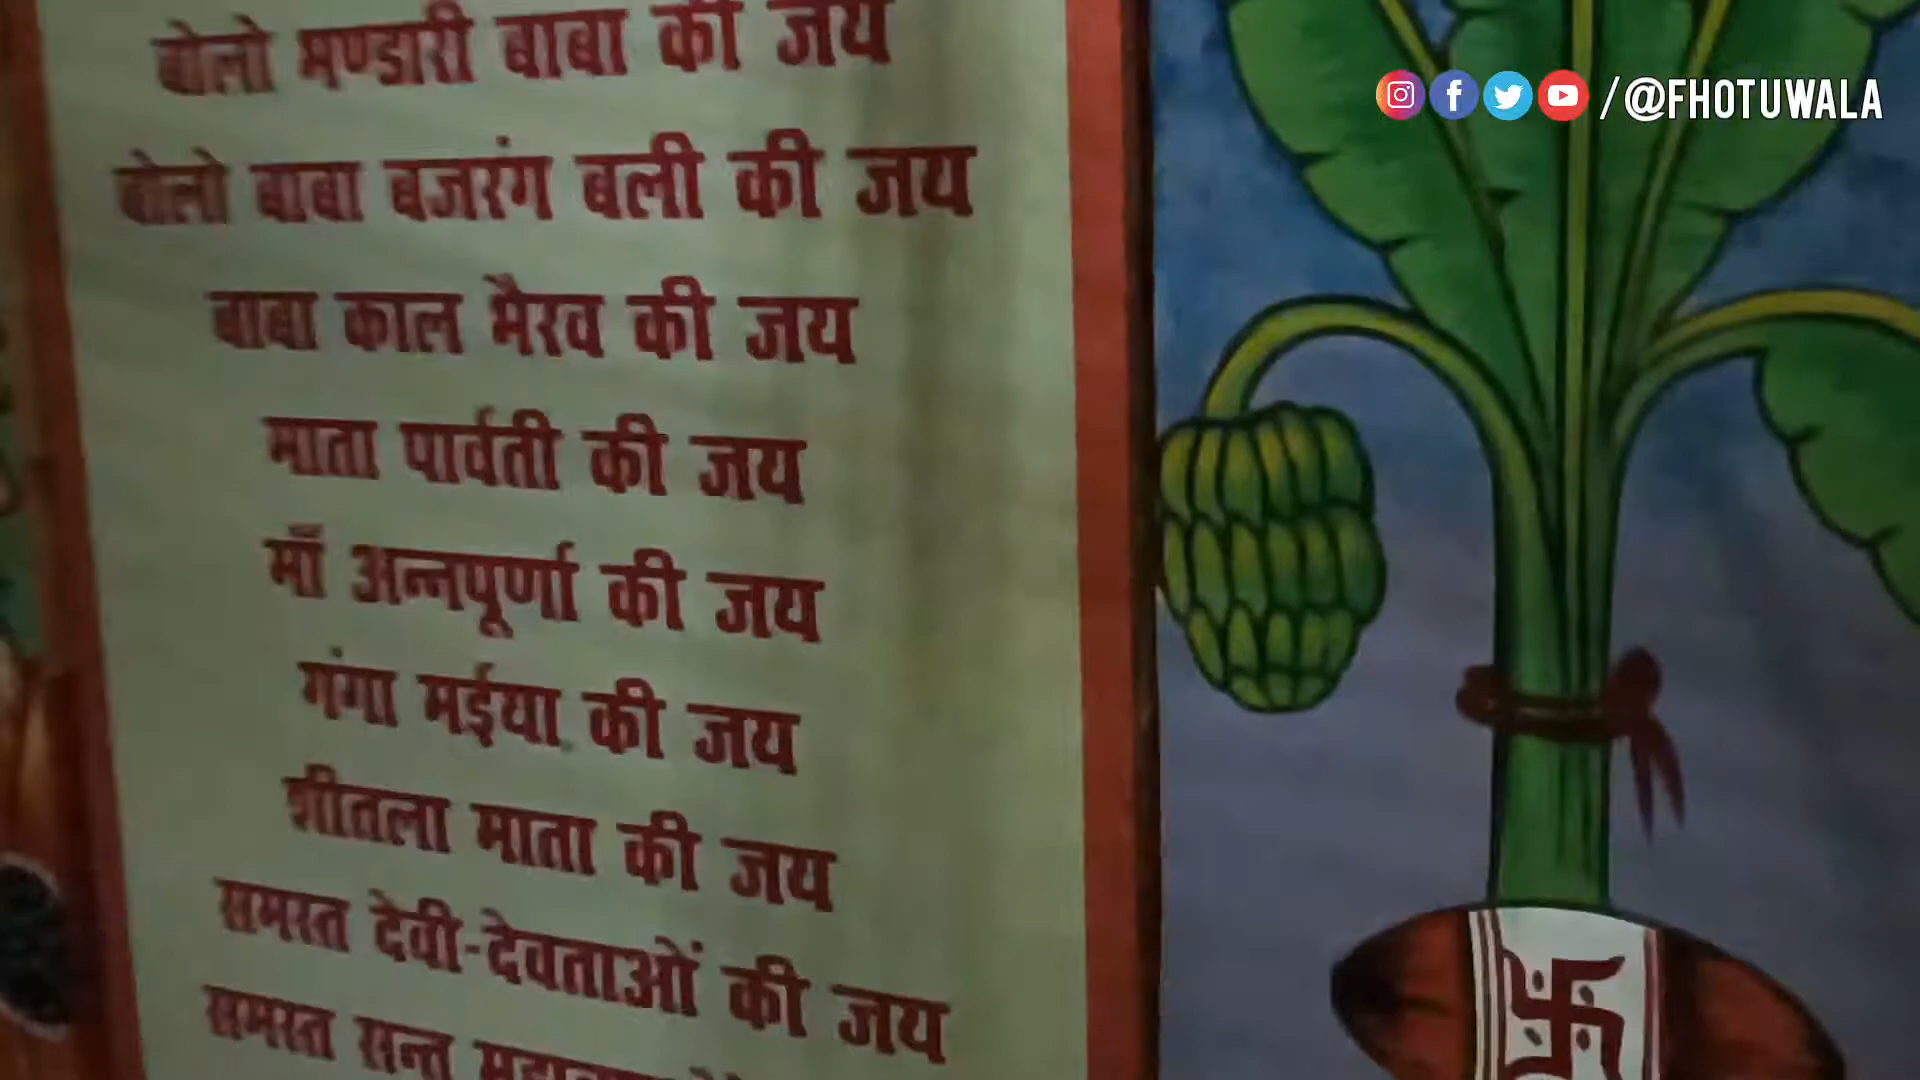 बोलो भण्डारी बाबा की जय
बोलो बाबा बजरंग बली की जय
बाबा काल भैरव की जय
माता पार्वती की जय
माँ अन्नपूर्णा की जय
गंगा मईया की जय
शीतला माता की जय
समस्त देवी-देवताओं की जय
समस्त सन्त
/@FHOTUWALA